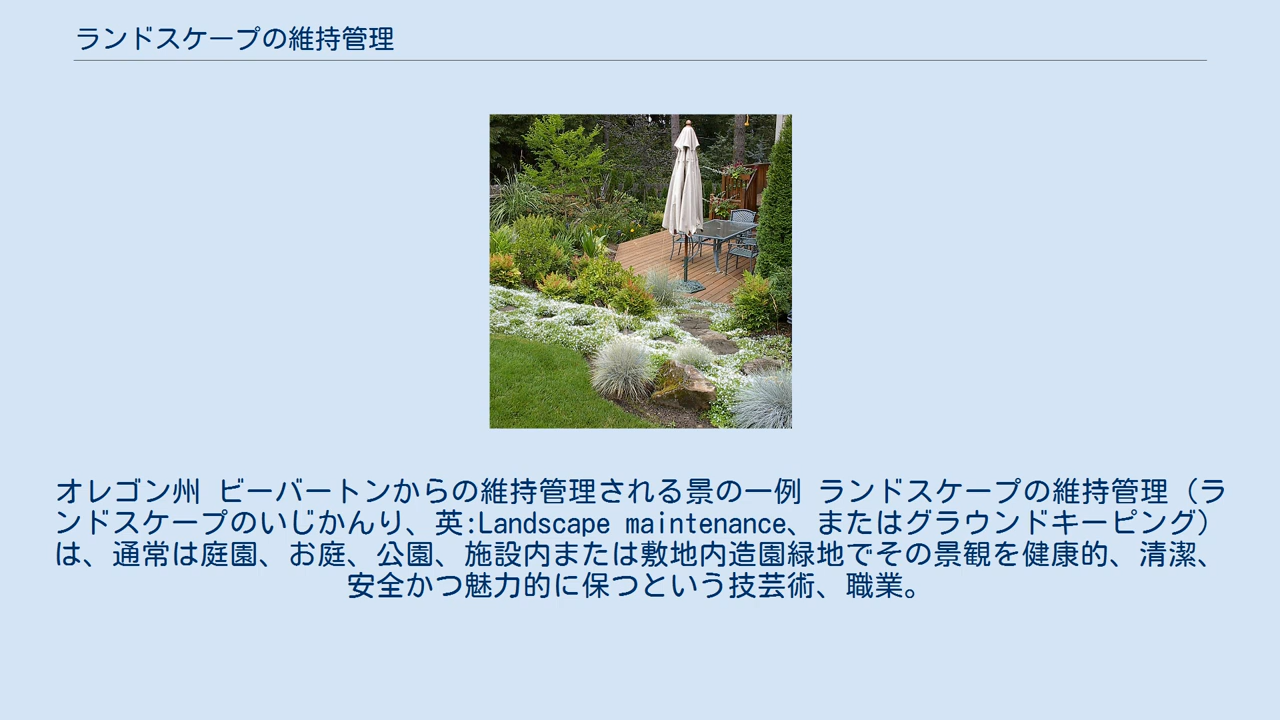 ランドスケープの維持管理
オレゴン州 ビーバートンからの維持管理される景の一例 ランドスケープの維持管理（ラ
ンドスケープのいじかんり、英:Landscape maintenance、またはグラウンドキーピング）
は、通常は庭園、お庭、公園、施設内または敷地内造園緑地でその景観を健康的、清潔、
安全かつ魅力的に保つという技芸術、職業。